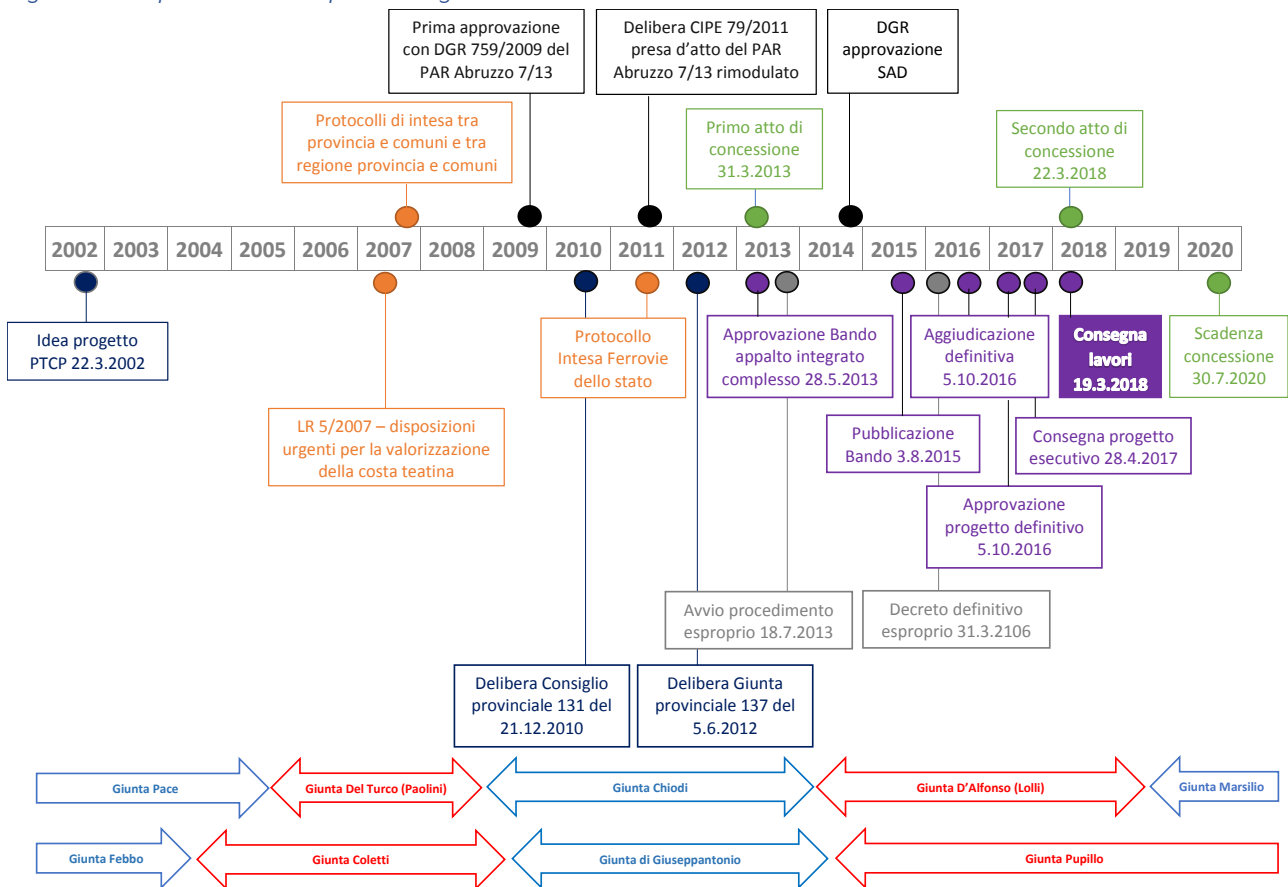 Prima approvazione
con DGR 759/2009 del
PAR Abruzzo 7/13
Delibera CIPE 79/2011
presa d'atto del PAR
Abruzzo 7/13 rimodulato
DGR
approvazione
SAD
Protocolli di intesa tra
provincia e comuni e tra
regione provincia e comuni
Primo atto di
concessione
31.3.2013
Secondo atto di
concessione
22.3.2018
2002 2003 2004 2005 2006 2007 2008 2009 2010 2011 2012 2013 2014 2015 2016 2017 2018 2019 2020
Idea progetto
PTCP 22.3.2002
Protocollo
Intesa Ferrovie
dello stato
Approvazione Bando
appalto integrato
complesso 28.5.2013
Aggiudicazione
definitiva
5.10.2016
Consegna
lavori
19.3.2018
Scadenza
concessione
30.7.2020
LR 5/2007 – disposizioni
urgenti per la valorizzazione
della costa teatina
Pubblicazione
Bando 3.8.2015
Consegna progetto
esecutivo 28.4.2017
Approvazione
progetto definitivo
5.10.2016
Avvio procedimento
esproprio 18.7.2013
Decreto definitivo
esproprio 31.3.2106
Delibera Consiglio
provinciale 131 del
21.12.2010
Delibera Giunta
provinciale 137 del
5.6.2012
Giunta Pace
Giunta Del Turco (Paolini)
Giunta Chiodi
Giunta D'Alfonso (Lolli)
Giunta Marsilio
Giunta Febbo
Giunta Coletti
Giunta di Giuseppantonio
Giunta Pupillo